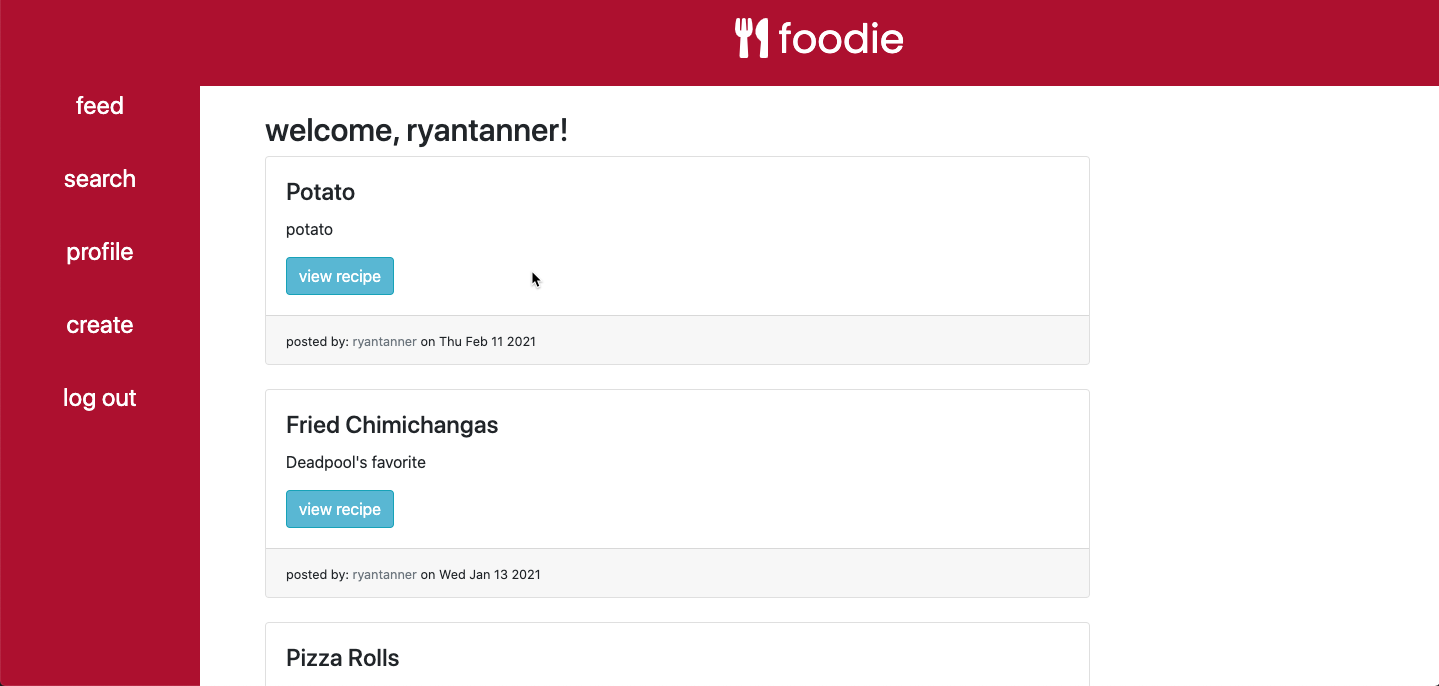 foodie
feed
search
profile
create
log out
welcome, ryantanner!
Potato
potato
view recipe
posted by: ryantanner on Thu Feb 11 2021
Fried Chimichangas
Deadpool's favorite
view recipe
posted by: ryantanner on Wed Jan 13 2021
Pizza Rolls